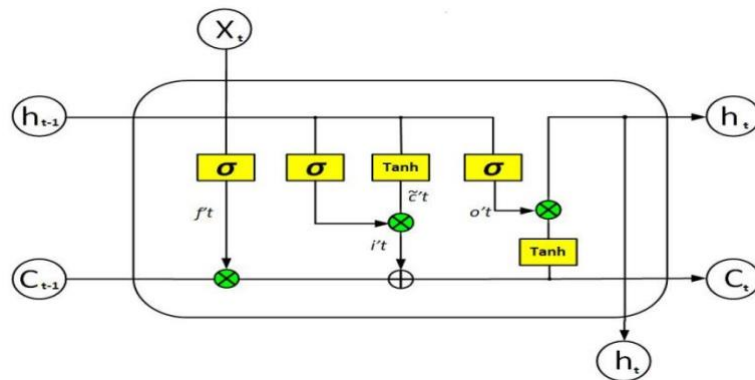 Xₜ
hₜ₋₁
hₜ
σ σ Tanh σ
f't
c̃'t
o't
i't
Tanh
Cₜ₋₁
Cₜ
hₜ